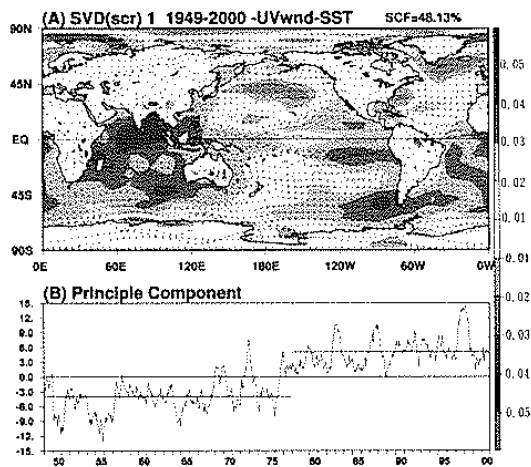 (A) SVD(scr) 1 1949-2000 -UVwnd-SST SCF=48.13%
90N
45N
EQ
45S
90S
0E 60E 120E 180E 120W 60W 0W
0.05
0.04
0.03
0.02
0.01
0.01
0.02
0.03
0.04
0.05
(B) Principle Component
15.
12.
9.0
6.0
3.0
0.0
-3.0
-6.0
-9.0
-12.
-15.
50 55 60 65 70 75 80 85 90 95 00